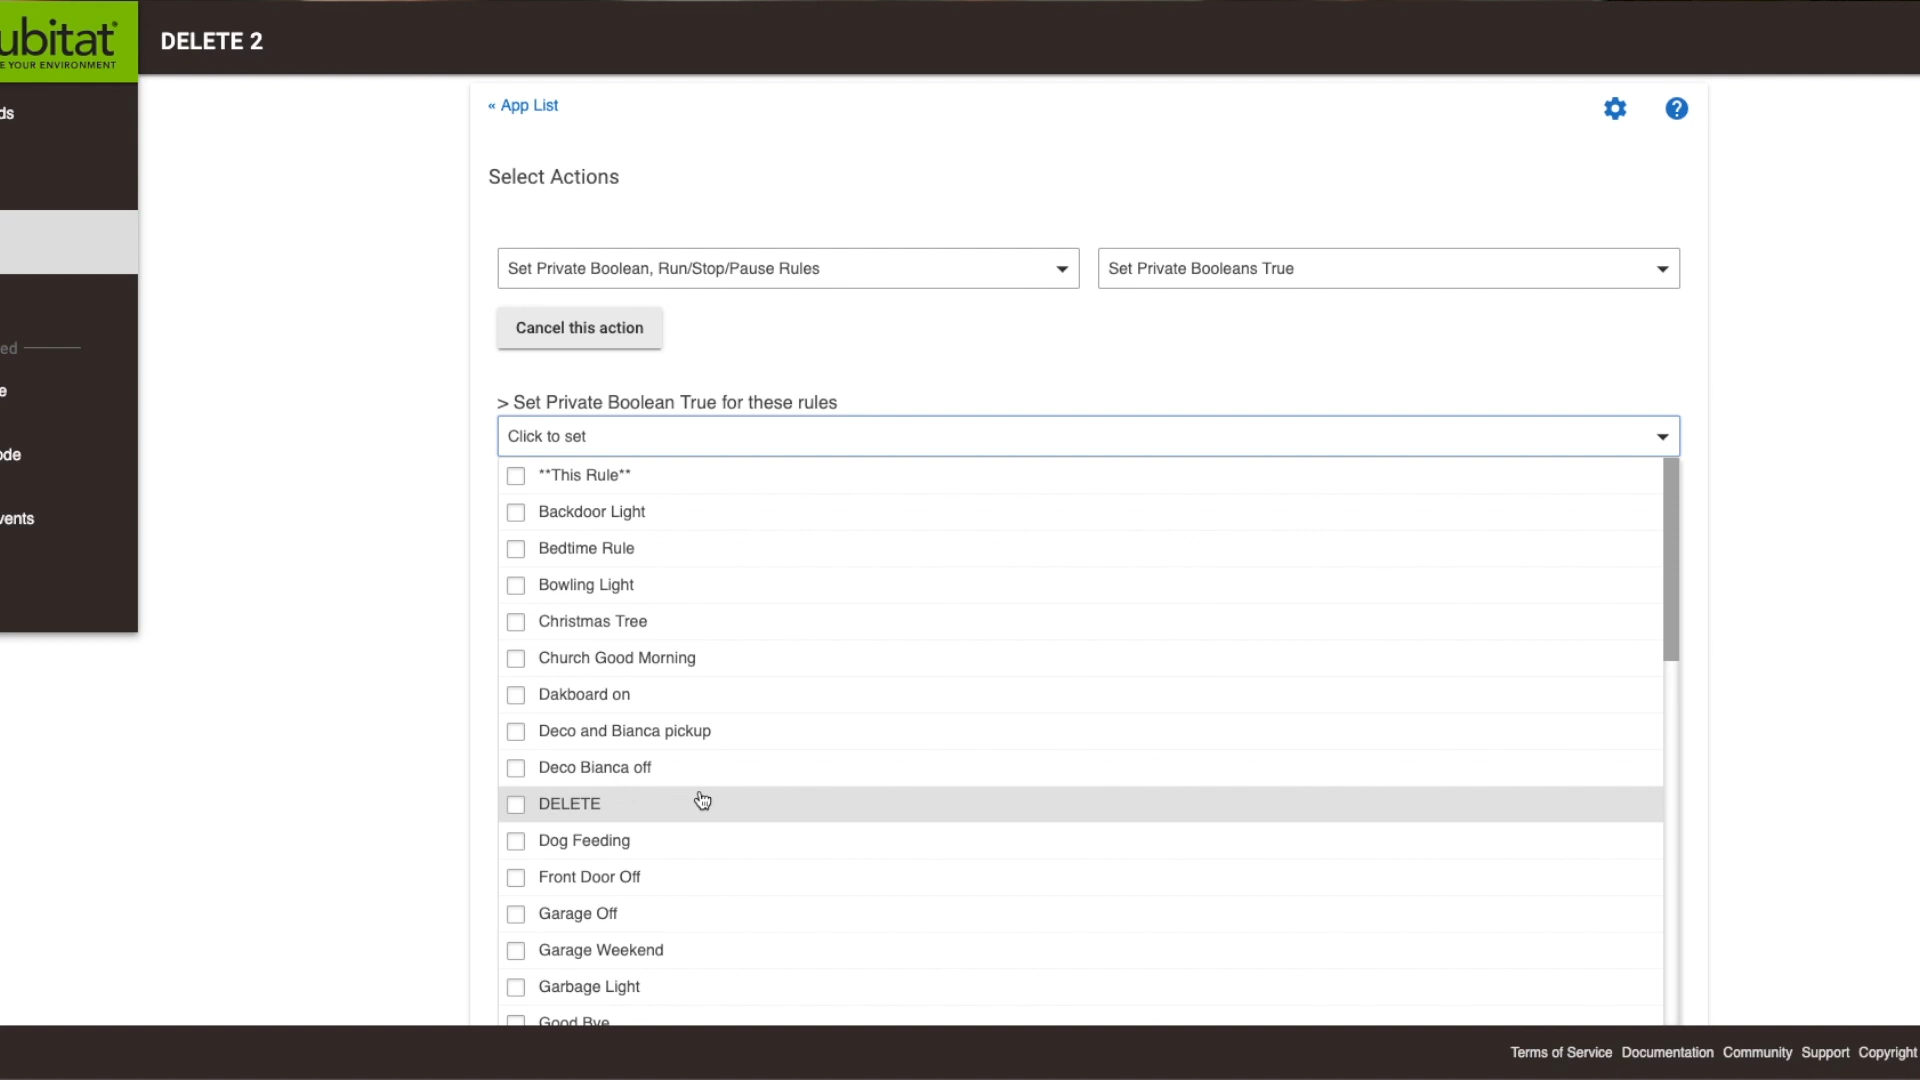 ubitat
E YOUR ENVIRONMENT
DELETE 2
ds
ed
e
ode
vents
« App List
Select Actions
Set Private Boolean, Run/Stop/Pause Rules
Set Private Booleans True
Cancel this action
> Set Private Boolean True for these rules
Click to set
**This Rule**
Backdoor Light
Bedtime Rule
Bowling Light
Christmas Tree
Church Good Morning
Dakboard on
Deco and Bianca pickup
Deco Bianca off
DELETE
Dog Feeding
Front Door Off
Garage Off
Garage Weekend
Garbage Light
Good Bye
Terms of Service Documentation Community Support Copyright